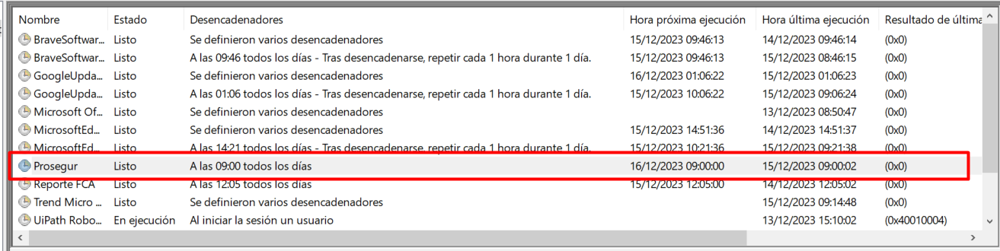 Nombre Estado Desencadenadores Hora próxima ejecución Hora última ejecución Resultado de última
BraveSoftwar... Listo Se definieron varios desencadenadores 15/12/2023 09:46:13 14/12/2023 09:46:14 (0x0)
BraveSoftwar... Listo A las 09:46 todos los días - Tras desencadenarse, repetir cada 1 hora durante 1 día. 15/12/2023 09:46:13 15/12/2023 08:46:15 (0x0)
GoogleUpda... Listo Se definieron varios desencadenadores 16/12/2023 01:06:22 15/12/2023 01:06:23 (0x0)
GoogleUpda... Listo A las 01:06 todos los días - Tras desencadenarse, repetir cada 1 hora durante 1 día. 15/12/2023 10:06:22 15/12/2023 09:06:24 (0x0)
Microsoft Of... Listo Se definieron varios desencadenadores 13/12/2023 08:50:47 (0x0)
MicrosoftEd... Listo Se definieron varios desencadenadores 15/12/2023 14:51:36 14/12/2023 14:51:37 (0x0)
MicrosoftEd... Listo A las 14:21 todos los días - Tras desencadenarse, repetir cada 1 hora durante 1 día. 15/12/2023 10:21:36 15/12/2023 09:21:38 (0x0)
Prosegur Listo A las 09:00 todos los días 16/12/2023 09:00:00 15/12/2023 09:00:02 (0x0)
Reporte FCA Listo A las 12:05 todos los días 15/12/2023 12:05:00 14/12/2023 12:05:02 (0x0)
Trend Micro ... Listo Se definieron varios desencadenadores 15/12/2023 09:14:48 (0x0)
UiPath Robo... En ejecución Al iniciar la sesión un usuario 13/12/2023 15:10:02 (0x40010004)